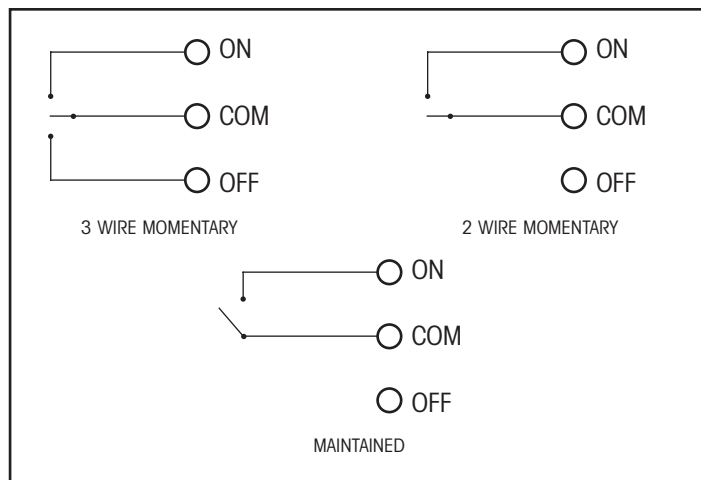 ON
COM
OFF
3 WIRE MOMENTARY
ON
COM
OFF
2 WIRE MOMENTARY
ON
COM
OFF
MAINTAINED